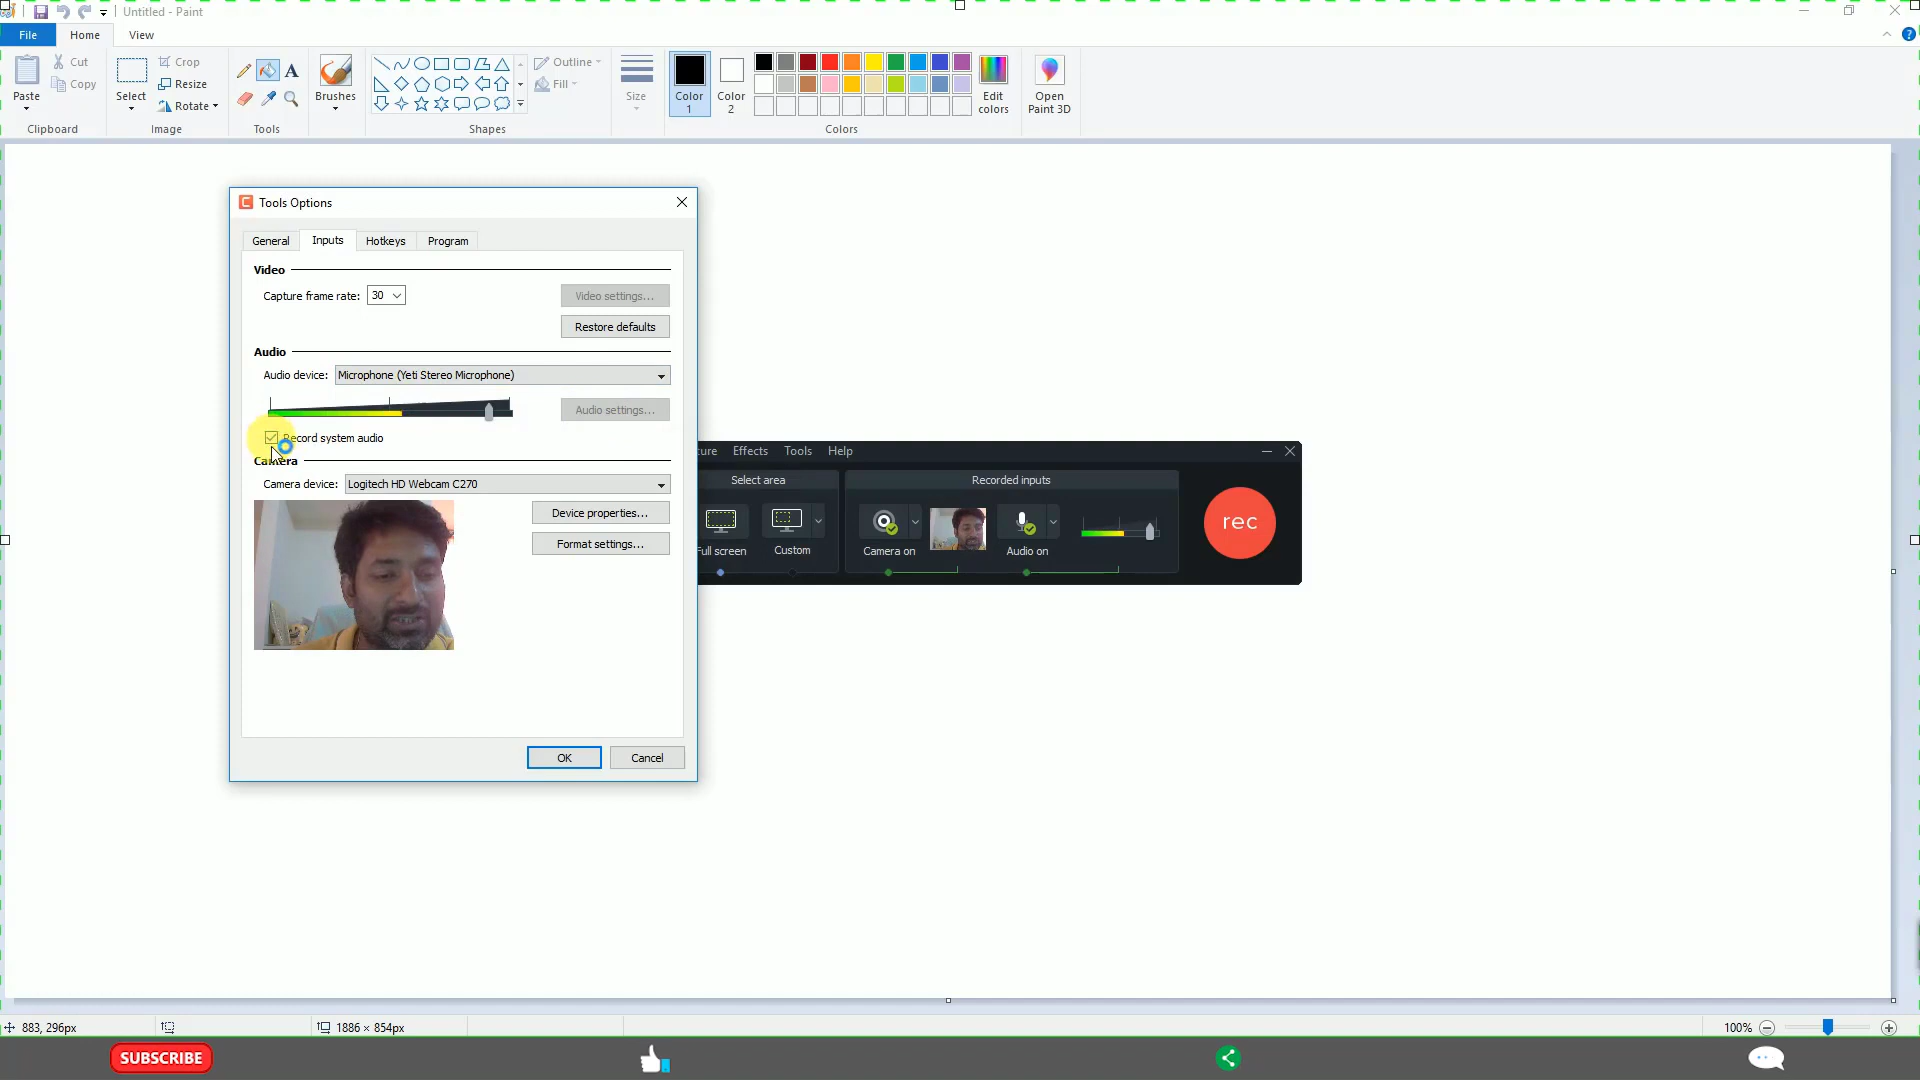 Untitled - Paint
File
Home
View
Paste
Cut
Copy
Clipboard
Select
Crop
Resize
Rotate
Image
A
Tools
Brushes
Outline
Fill
Shapes
Size
Color
1
Color
2
Edit
colors
Colors
Open
Paint 3D
Tools Options
General
Inputs
Hotkeys
Program
Video
Capture frame rate: 30
Video settings...
Restore defaults
Audio
Audio device: Microphone (Yeti Stereo Microphone)
Audio settings...
Record system audio
Camera
Camera device: Logitech HD Webcam C270
Device properties...
Format settings...
OK
Cancel
ure
Effects
Tools
Help
Select area
ull screen
Custom
Recorded inputs
Camera on
Audio on
rec
883, 296px
1886 × 854px
100%
SUBSCRIBE